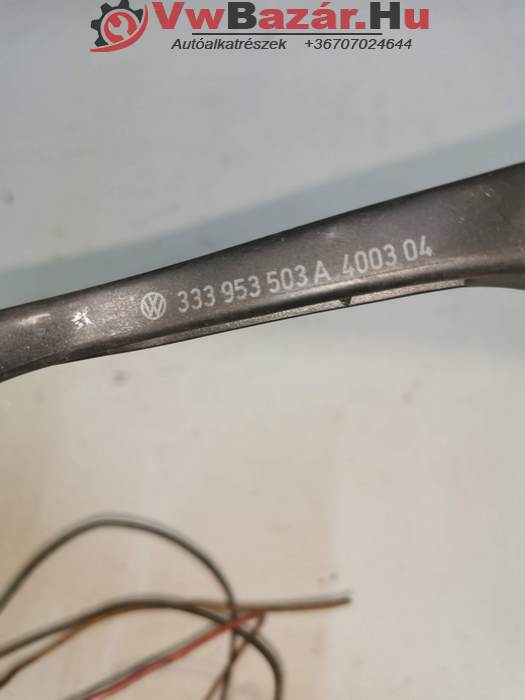 VwBazár.Hu
Autóalkatrészek +36707024644
333 953 503 A 4003 04